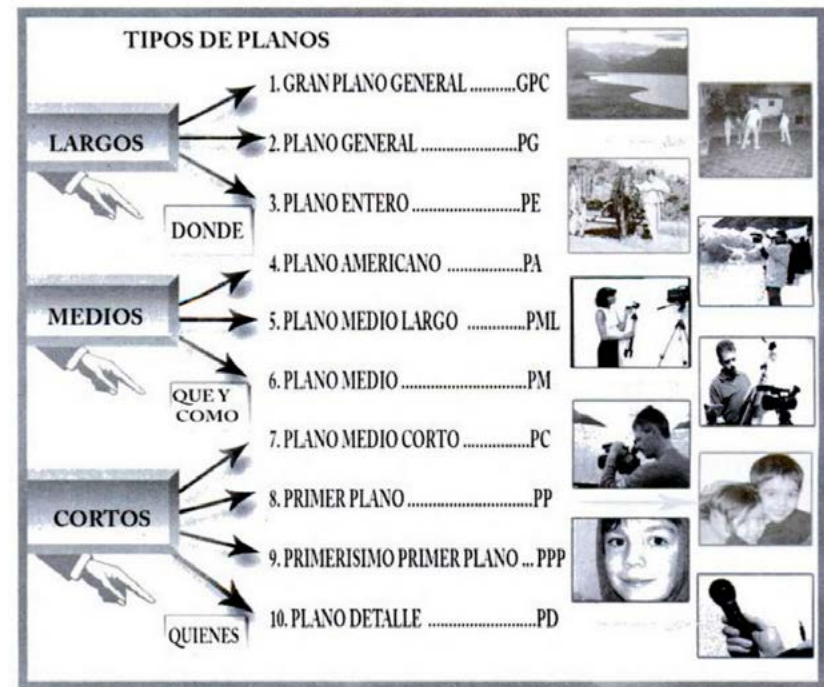 TIPOS DE PLANOS
LARGOS
DONDE
1. GRAN PLANO GENERAL ...........GPC
2. PLANO GENERAL ......................PG
3. PLANO ENTERO .........................PE
MEDIOS
QUE Y
COMO
4. PLANO AMERICANO .................PA
5. PLANO MEDIO LARGO .............PML
6. PLANO MEDIO ...........................PM
CORTOS
QUIENES
7. PLANO MEDIO CORTO ...............PC
8. PRIMER PLANO .........................PP
9. PRIMERISIMO PRIMER PLANO ... PPP
10. PLANO DETALLE .......................PD